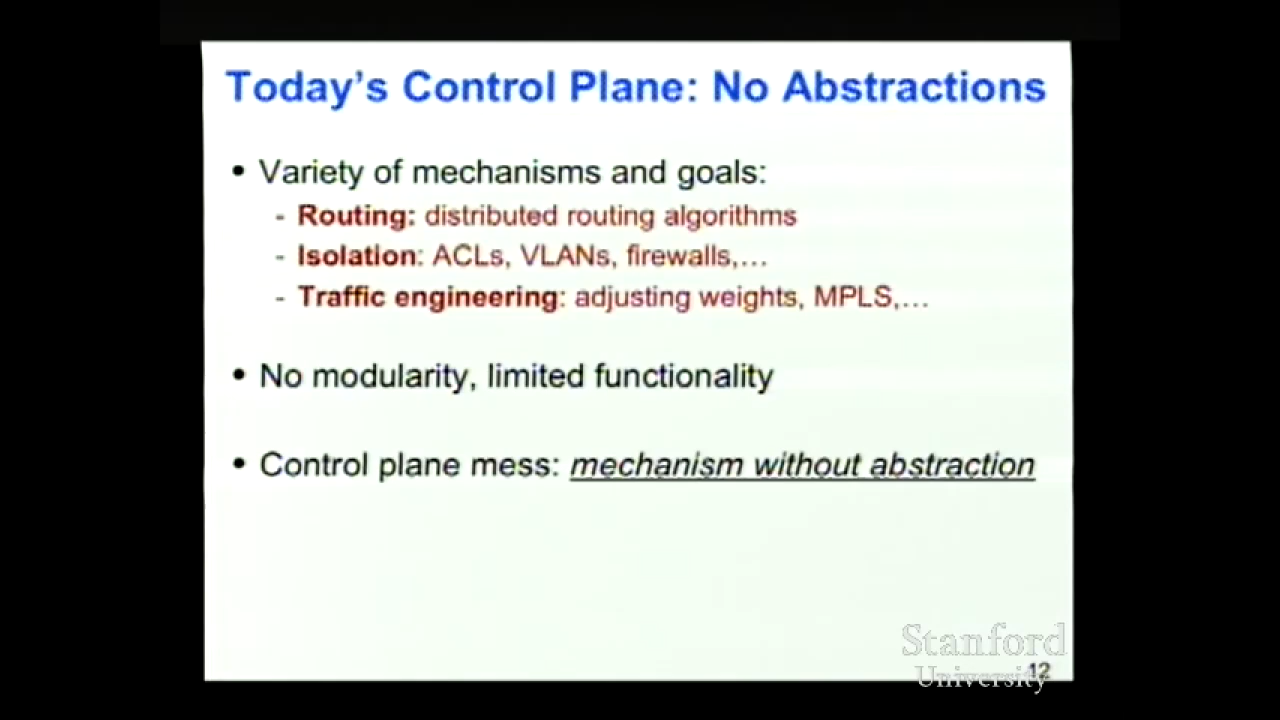 Today's Control Plane: No Abstractions
• Variety of mechanisms and goals:
- Routing: distributed routing algorithms
- Isolation: ACLs, VLANs, firewalls,…
- Traffic engineering: adjusting weights, MPLS,…
• No modularity, limited functionality
• Control plane mess: mechanism without abstraction
Stanford
University
12